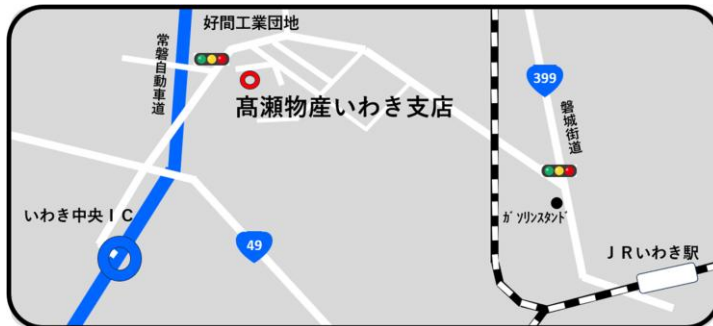 好間工業団地
常磐自動車道
髙瀬物産いわき支店
399
磐城街道
ガソリンスタンド
いわき中央IC
49
JRいわき駅